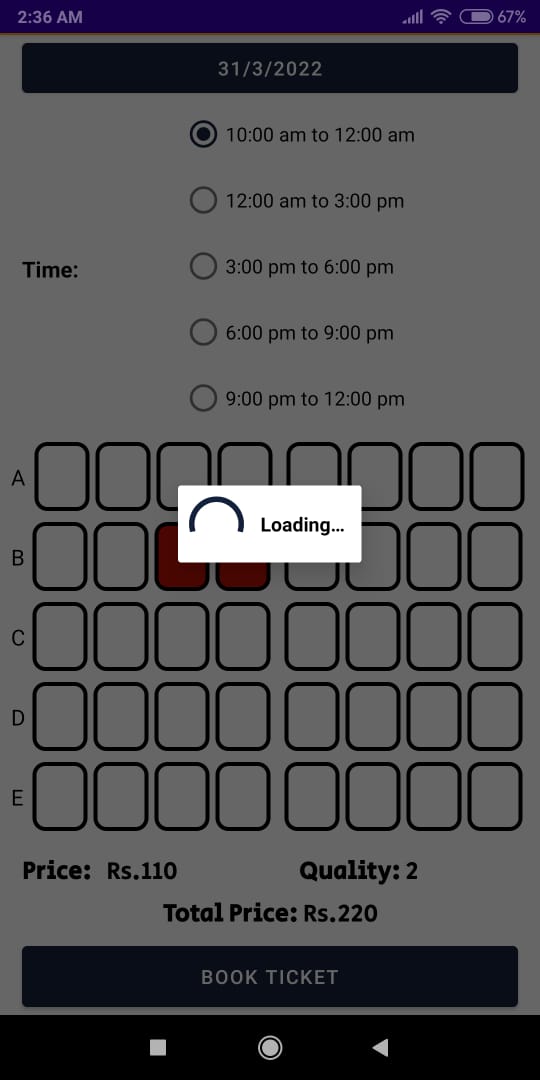 2:36 AM 67%
31/3/2022
10:00 am to 12:00 am
12:00 am to 3:00 pm
Time: 3:00 pm to 6:00 pm
6:00 pm to 9:00 pm
9:00 pm to 12:00 pm
A
Loading...
B
C
D
E
Price: Rs.110 Quality: 2
Total Price: Rs.220
BOOK TICKET